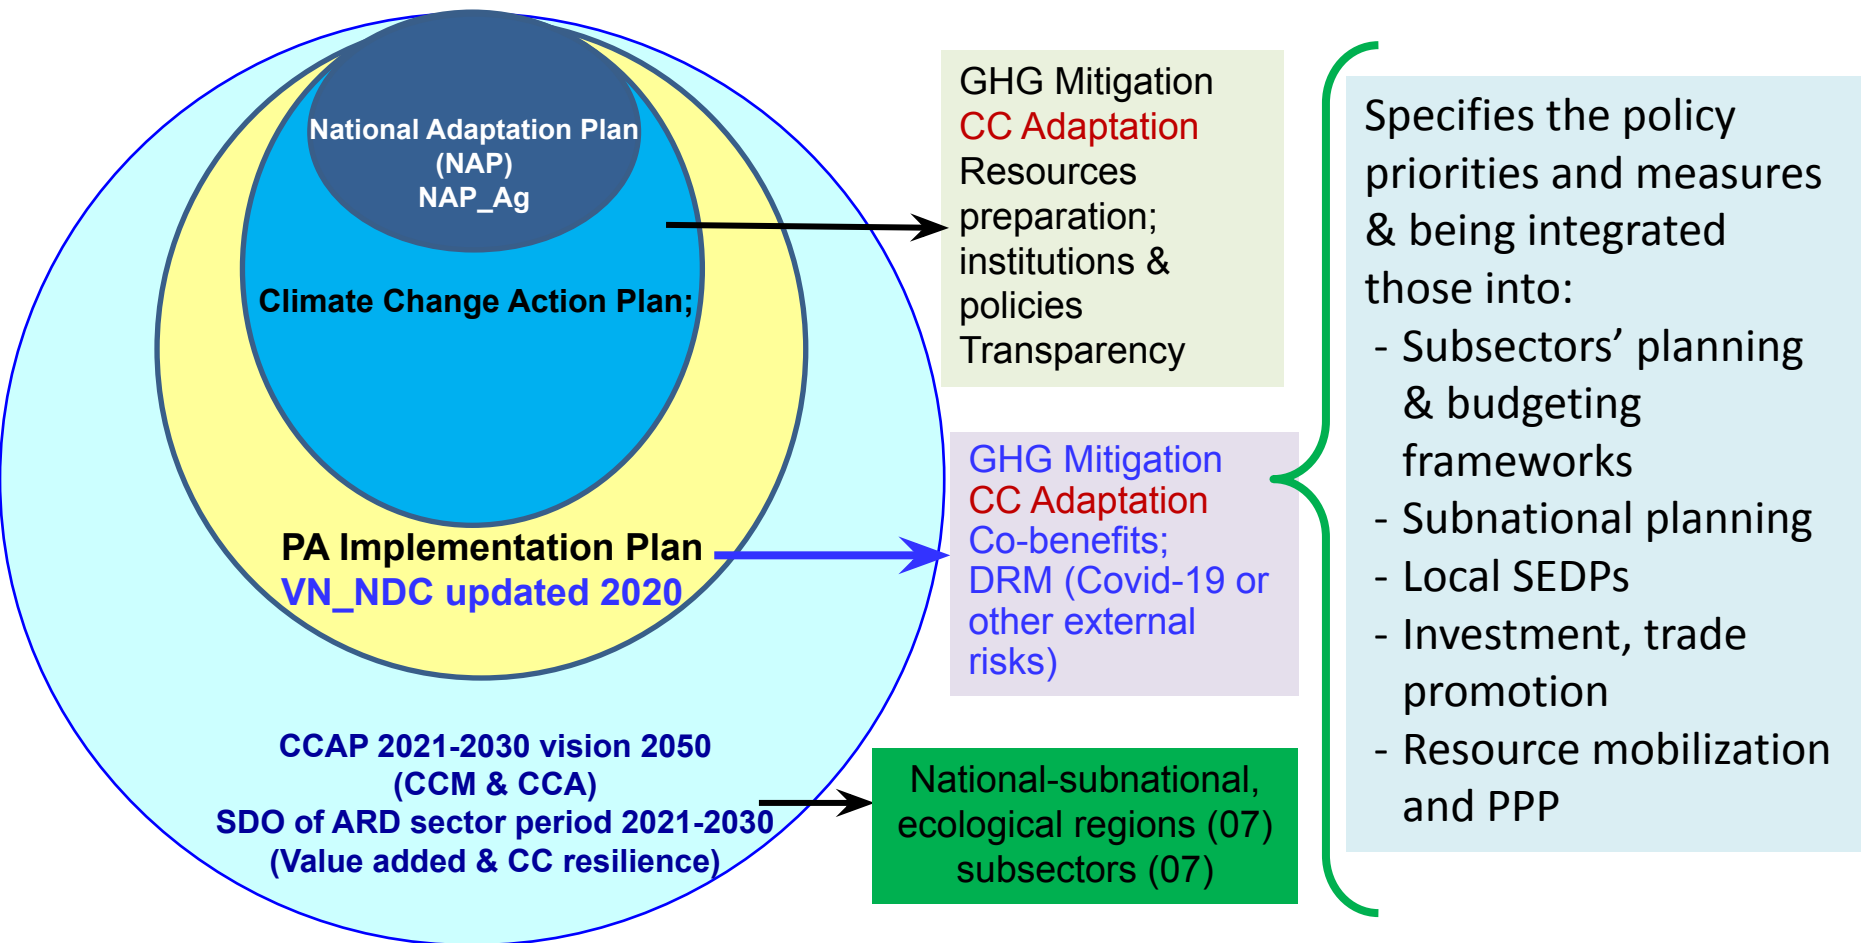 National Adaptation Plan
(NAP)
NAP_Ag
Climate Change Action Plan;
PA Implementation Plan
VN_NDC updated 2020
CCAP 2021-2030 vision 2050
(CCM & CCA)
SDO of ARD sector period 2021-2030
(Value added & CC resilience)
GHG Mitigation
CC Adaptation
Resources
preparation;
institutions &
policies
Transparency
GHG Mitigation
CC Adaptation
Co-benefits;
DRM (Covid-19 or
other external
risks)
National-subnational,
ecological regions (07)
subsectors (07)
Specifies the policy
priorities and measures
& being integrated
those into:
- Subsectors’ planning
& budgeting
frameworks
- Subnational planning
- Local SEDPs
- Investment, trade
promotion
- Resource mobilization
and PPP